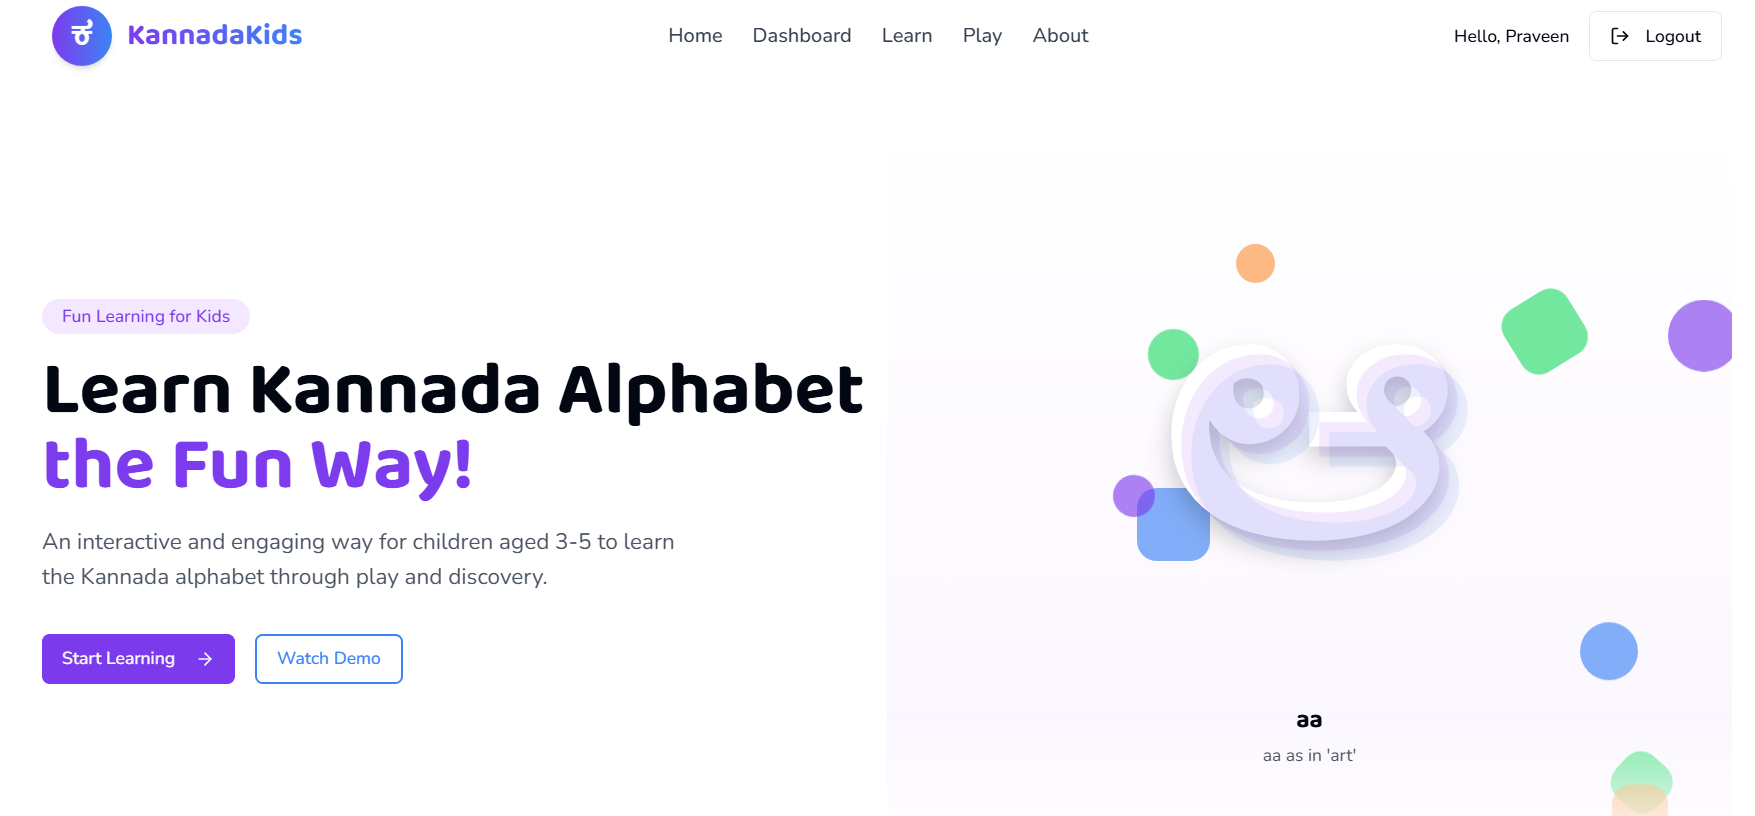 ಕ KannadaKids
Home Dashboard Learn Play About
Hello, Praveen
Logout
Fun Learning for Kids
Learn Kannada Alphabet
the Fun Way!
An interactive and engaging way for children aged 3-5 to learn
the Kannada alphabet through play and discovery.
Start Learning
Watch Demo
ಆ
aa
aa as in 'art'